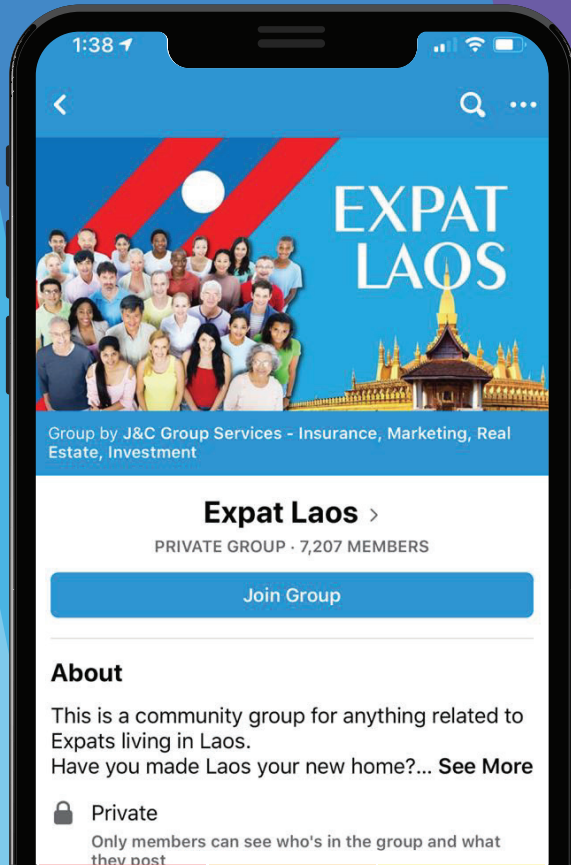 1:38
EXPAT
LAOS
Group by J&C Group Services - Insurance, Marketing, Real
Estate, Investment
Expat Laos
PRIVATE GROUP · 7,207 MEMBERS
Join Group
About
This is a community group for anything related to
Expats living in Laos.
Have you made Laos your new home?... See More
Private
Only members can see who's in the group and what
they post